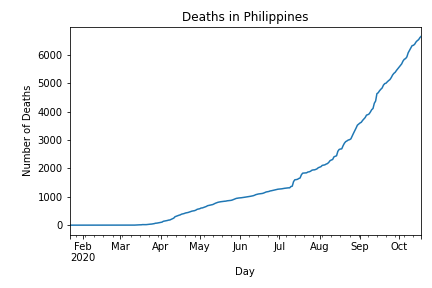 Deaths in Philippines
Number of Deaths
6000
5000
4000
3000
2000
1000
0
Feb Mar Apr May Jun Jul Aug Sep Oct
2020
Day